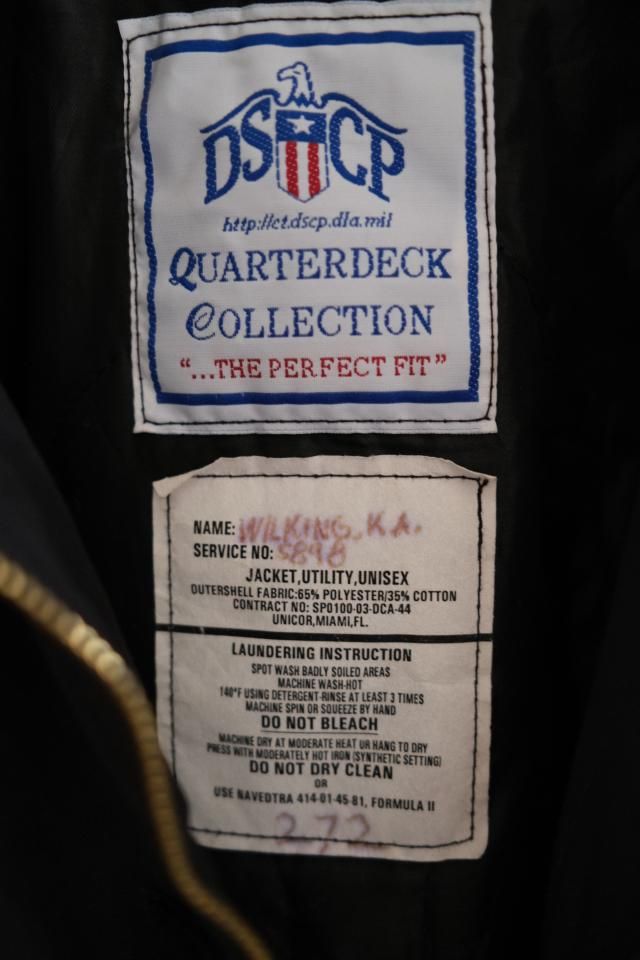 DSCP
http://ct.dscp.dla.mil
QUARTERDECK
COLLECTION
"...THE PERFECT FIT"
NAME: WILKING, K.A.
SERVICE NO: 5898
JACKET,UTILITY,UNISEX
OUTERSHELL FABRIC:65% POLYESTER/35% COTTON
CONTRACT NO: SP0100-03-DCA-44
UNICOR,MIAMI,FL.
LAUNDERING INSTRUCTION
SPOT WASH BADLY SOILED AREAS
MACHINE WASH-HOT
140°F USING DETERGENT-RINSE AT LEAST 3 TIMES
MACHINE SPIN OR SQUEEZE BY HAND
DO NOT BLEACH
MACHINE DRY AT MODERATE HEAT UR HANG TO DRY
PRESS WITH MODERATELY HOT IRON (SYNTHETIC SETTING)
DO NOT DRY CLEAN
OR
USE NAVEDTRA 414-01-45-81, FORMULA II
272